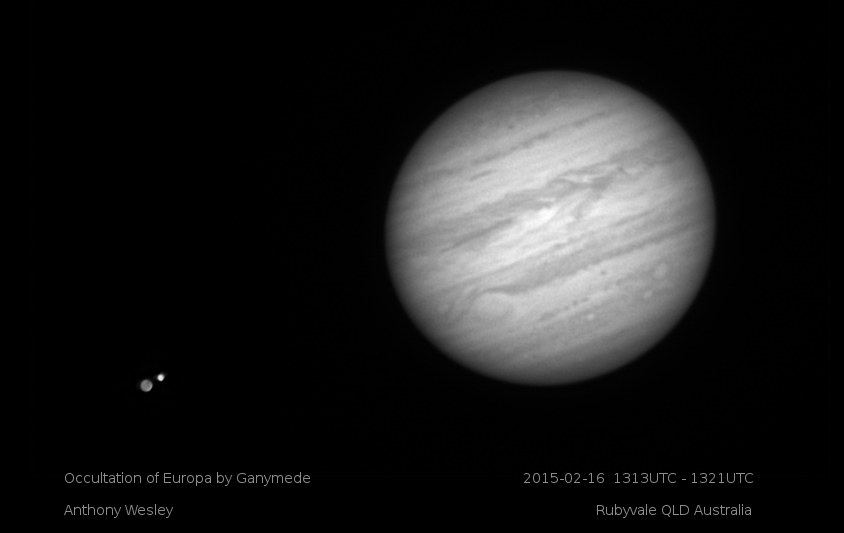 Occultation of Europa by Ganymede
2015-02-16 1313UTC - 1321UTC
Anthony Wesley
Rubyvale QLD Australia